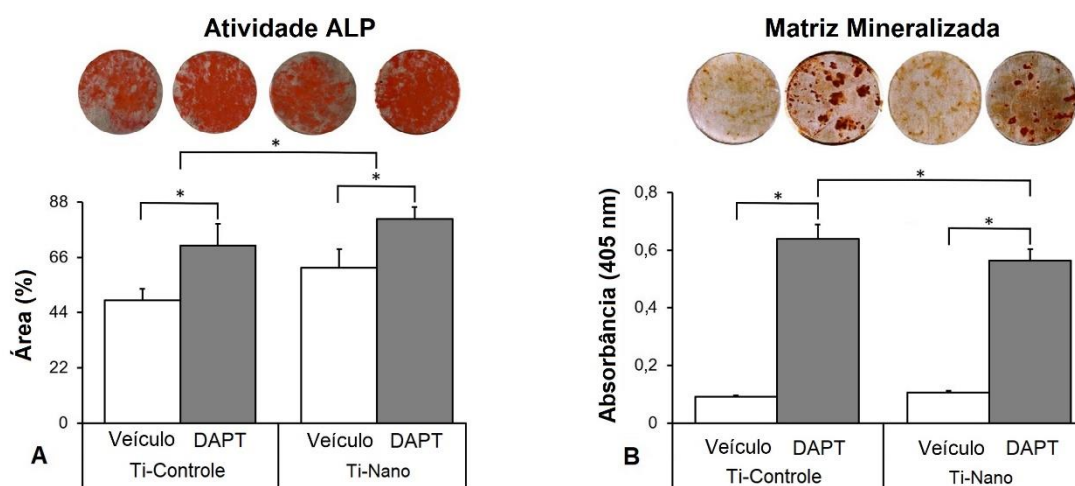 Atividade ALP
*
*
*
Área (%)
88
66
44
22
0
Veículo DAPT Veículo DAPT
Ti-Controle Ti-Nano
A
Matriz Mineralizada
*
*
*
Absorbância (405 nm)
0,8
0,6
0,4
0,2
0
Veículo DAPT Veículo DAPT
Ti-Controle Ti-Nano
B